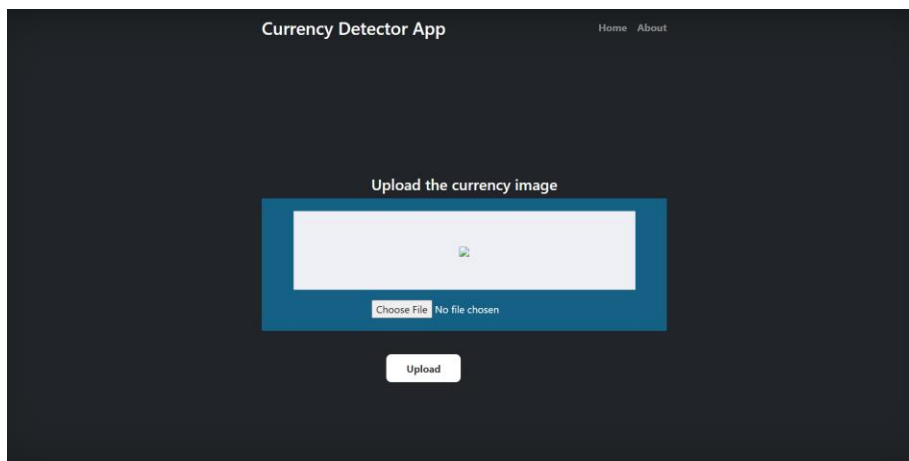 Currency Detector App
Home About
Upload the currency image
Choose File No file chosen
Upload